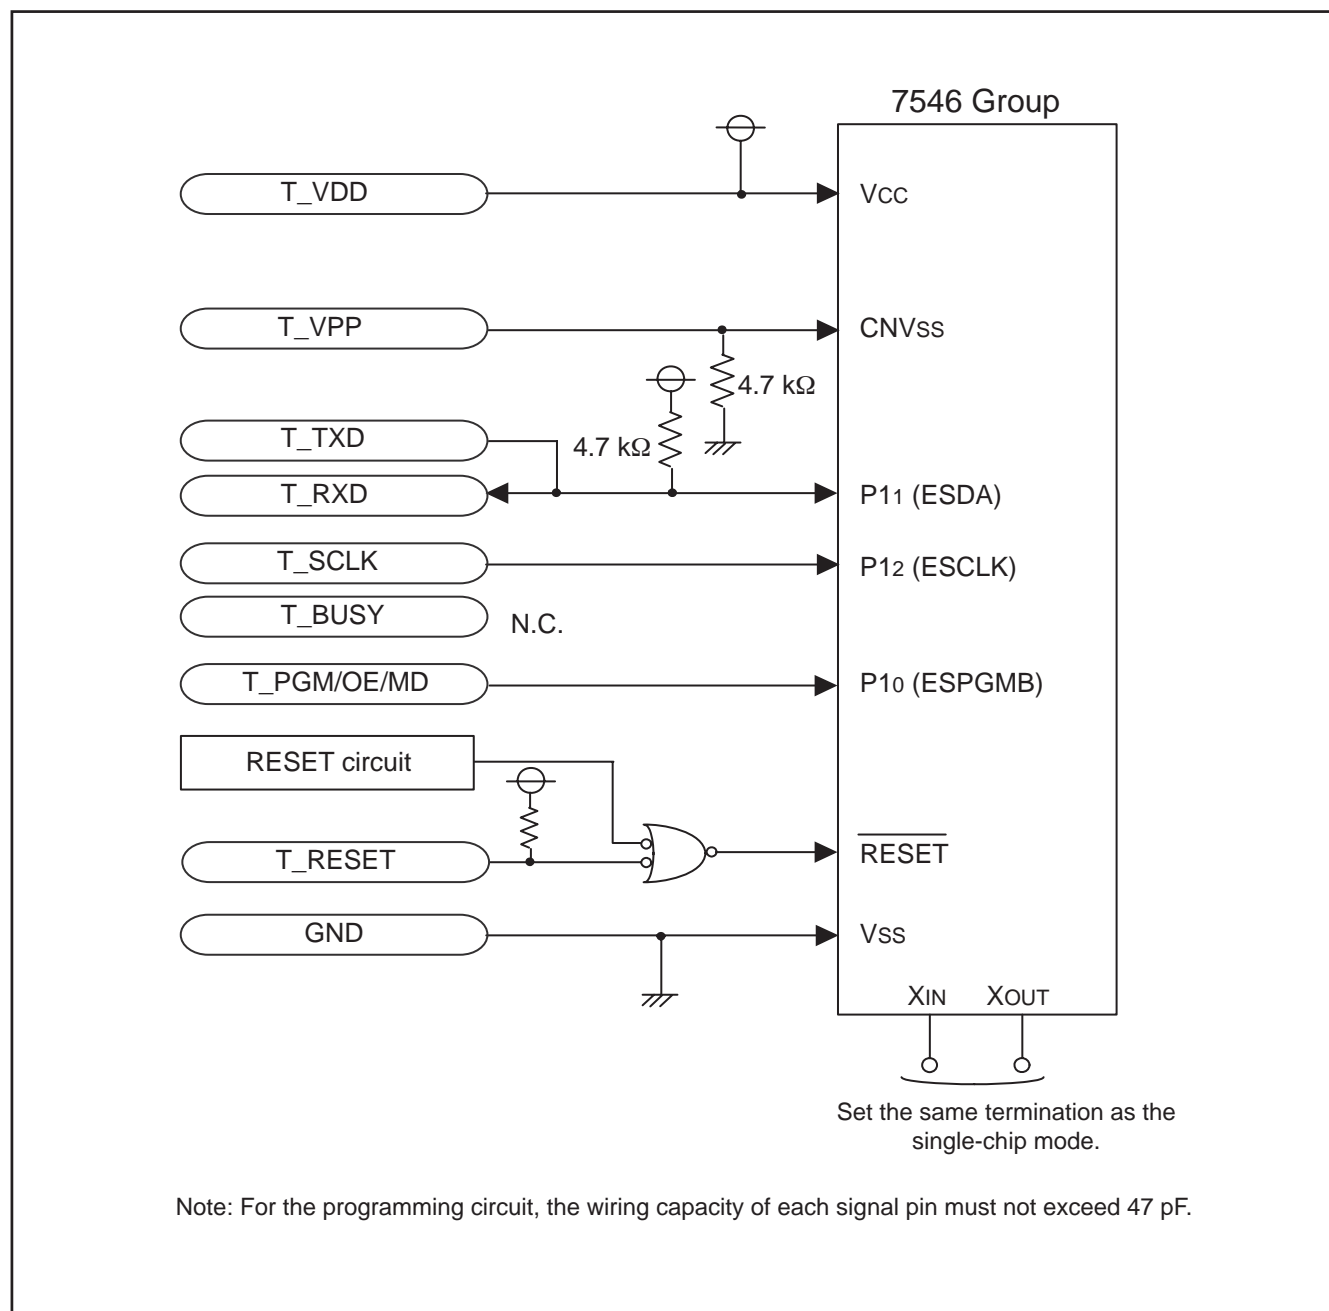 7546 Group
T_VDD
VCC
T_VPP
CNVSS
4.7 kΩ
T_TXD
4.7 kΩ
T_RXD
P11 (ESDA)
T_SCLK
P12 (ESCLK)
T_BUSY
N.C.
T_PGM/OE/MD
P10 (ESPGMB)
RESET circuit
T_RESET
RESET
GND
VSS
XIN XOUT
Set the same termination as the
single-chip mode.
Note: For the programming circuit, the wiring capacity of each signal pin must not exceed 47 pF.